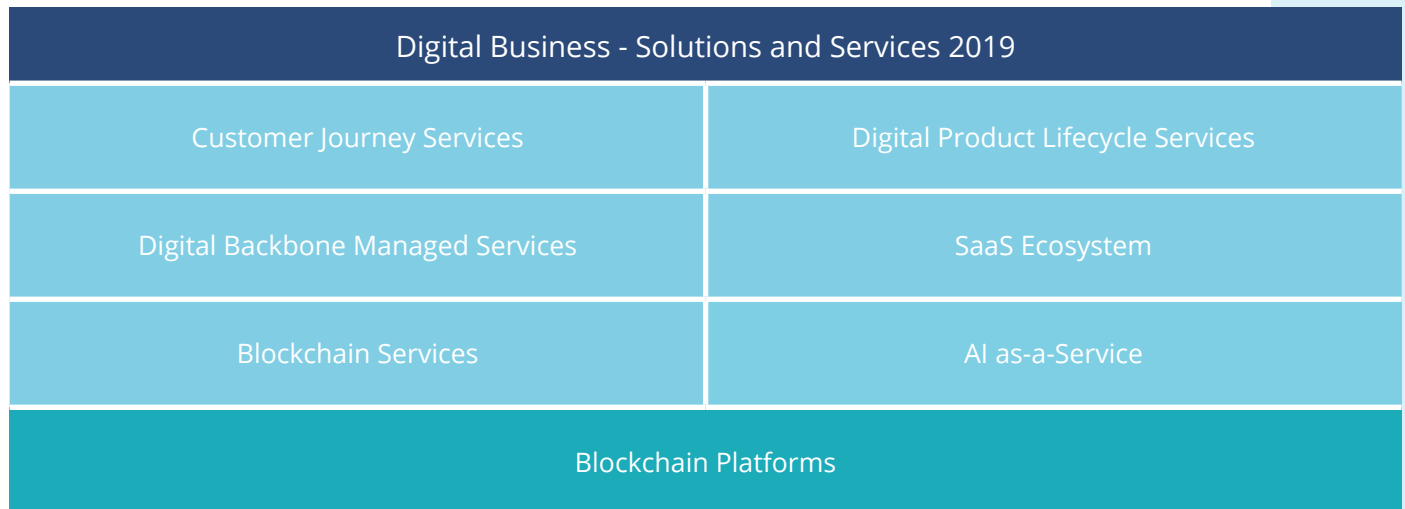 Digital Business - Solutions and Services 2019
Customer Journey Services
Digital Product Lifecycle Services
Digital Backbone Managed Services
SaaS Ecosystem
Blockchain Services
AI as-a-Service
Blockchain Platforms